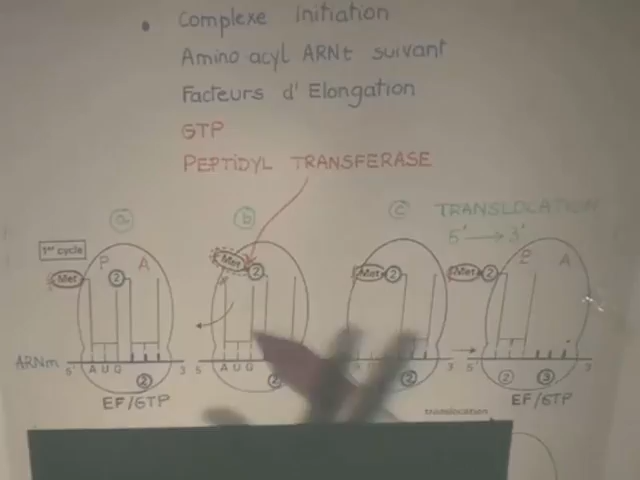 • Complexe Initiation
Amino acyl ARNt suivant
Facteurs d'Elongation
GTP
PEPTIDYL TRANSFERASE
a b c TRANSLOCATION
5' → 3'
1er cycle
P A P A
Met 2 Met 2 Met 2 Met 2
ARNm 5' A U G 3' 5 A U G 3' 5' 3'
2 2 2 2 3
EF/GTP EF/GTP
translocation